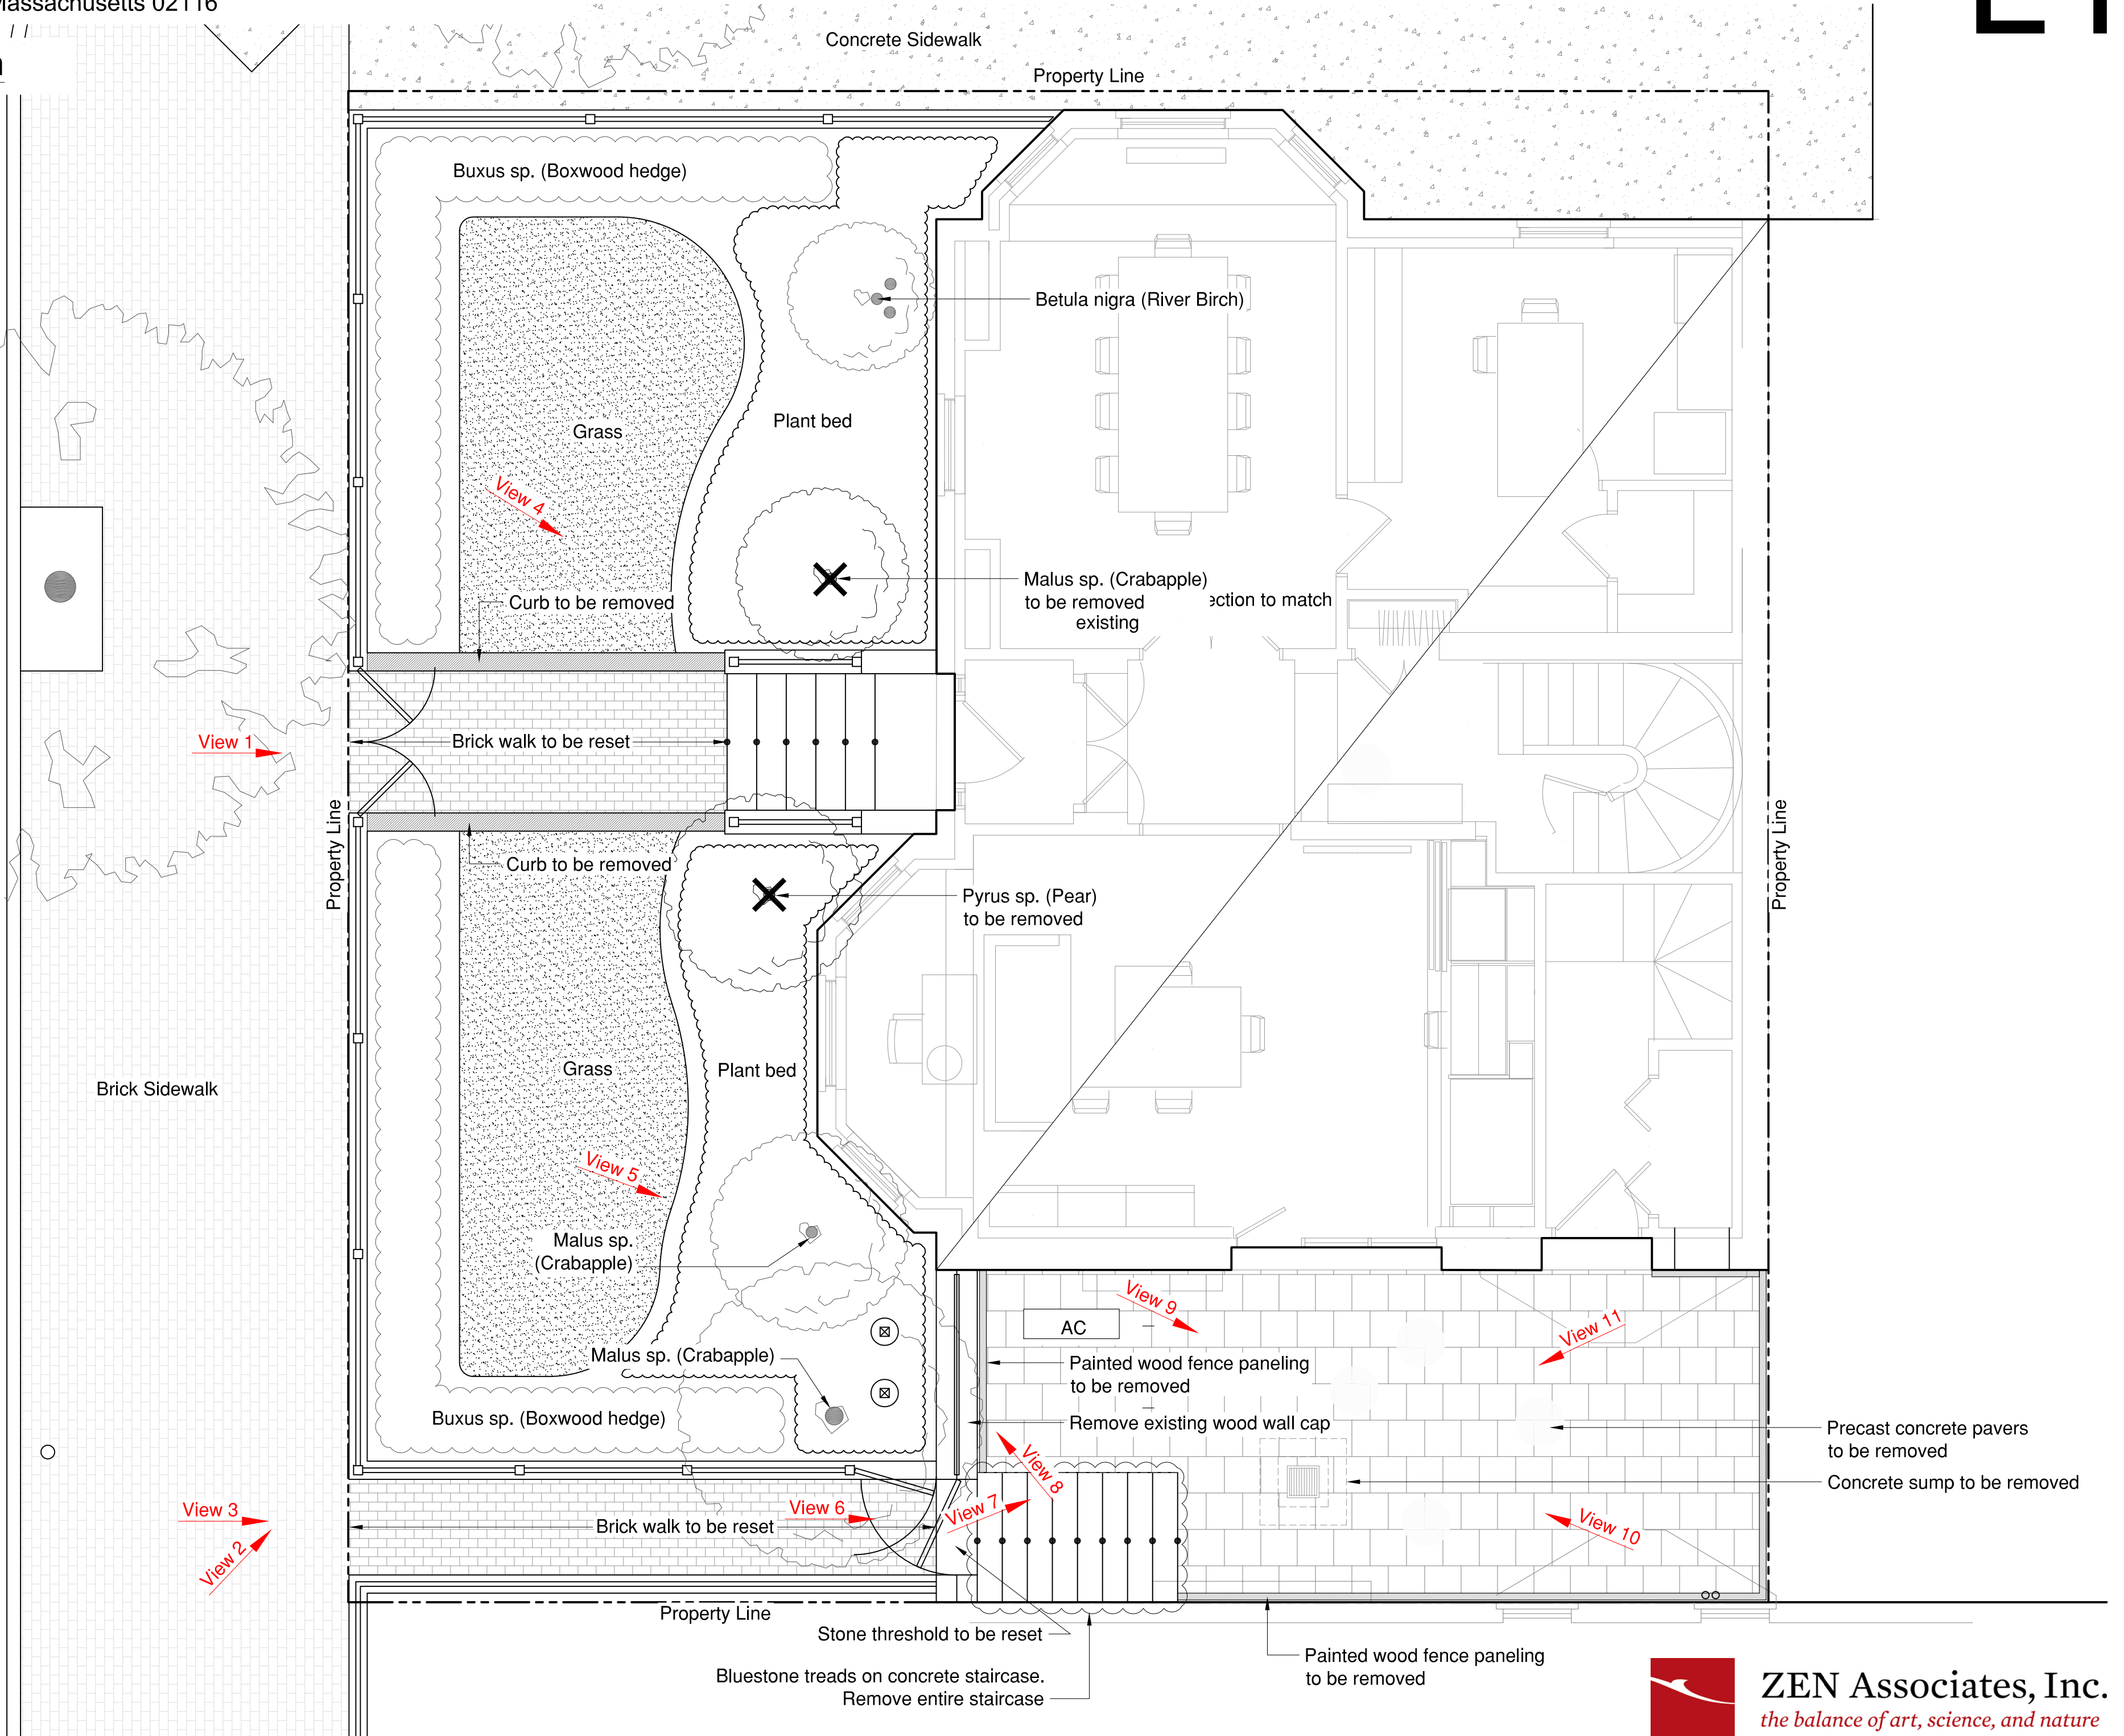 Massachusetts 02116
Concrete Sidewalk
Property Line
Buxus sp. (Boxwood hedge)
Betula nigra (River Birch)
Plant bed
Grass
View 4
Malus sp. (Crabapple)
to be removed
ection to match
existing
Curb to be removed
View 1
Brick walk to be reset
Property Line
Property Line
Curb to be removed
Pyrus sp. (Pear)
to be removed
Grass
Plant bed
Brick Sidewalk
View 5
Malus sp.
(Crabapple)
View 9
View 11
AC
Malus sp. (Crabapple)
Painted wood fence paneling
to be removed
Buxus sp. (Boxwood hedge)
Remove existing wood wall cap
Precast concrete pavers
to be removed
Concrete sump to be removed
View 8
View 3
View 6
View 7
View 10
Brick walk to be reset
View 2
Property Line
Stone threshold to be reset
Painted wood fence paneling
to be removed
Bluestone treads on concrete staircase.
Remove entire staircase
ZEN Associates, Inc.
the balance of art, science, and nature